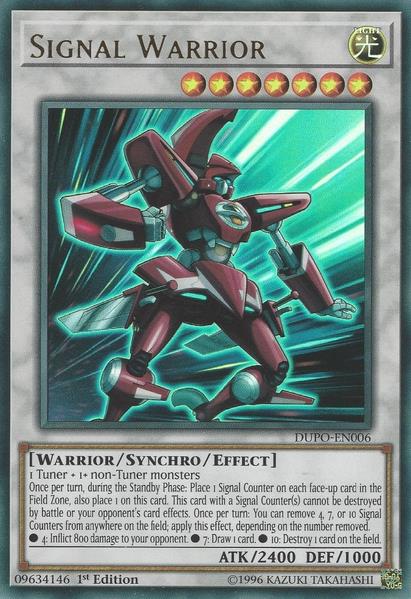 SIGNAL WARRIOR
LIGHT
光
DUPO-EN006
[WARRIOR/SYNCHRO/EFFECT]
1 Tuner + 1+ non-Tuner monsters
Once per turn, during the Standby Phase: Place 1 Signal Counter on each face-up card in the
Field Zone, also place 1 on this card. This card with a Signal Counter(s) cannot be destroyed
by battle or your opponent's card effects. Once per turn: You can remove 4, 7, or 10 Signal
Counters from anywhere on the field; apply this effect, depending on the number removed.
● 4: Inflict 800 damage to your opponent. ● 7: Draw 1 card. ● 10: Destroy 1 card on the field.
ATK/2400 DEF/1000
09634146 1st Edition ©1996 KAZUKI TAKAHASHI